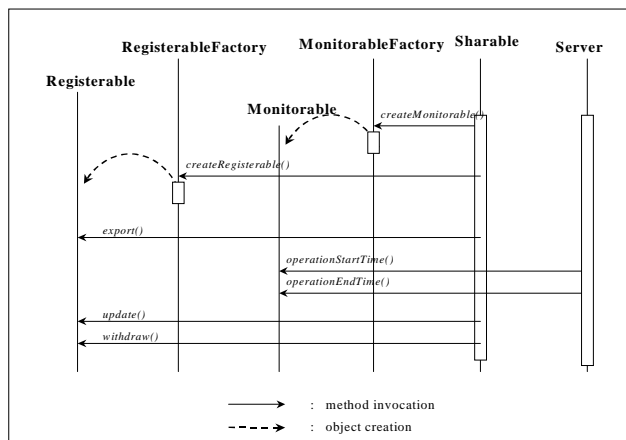 RegisterableFactory
MonitorableFactory
Sharable
Server
Registerable
Monitorable
createMonitorable()
createRegisterable()
export()
operationStartTime()
operationEndTime()
update()
withdraw()
: method invocation
: object creation